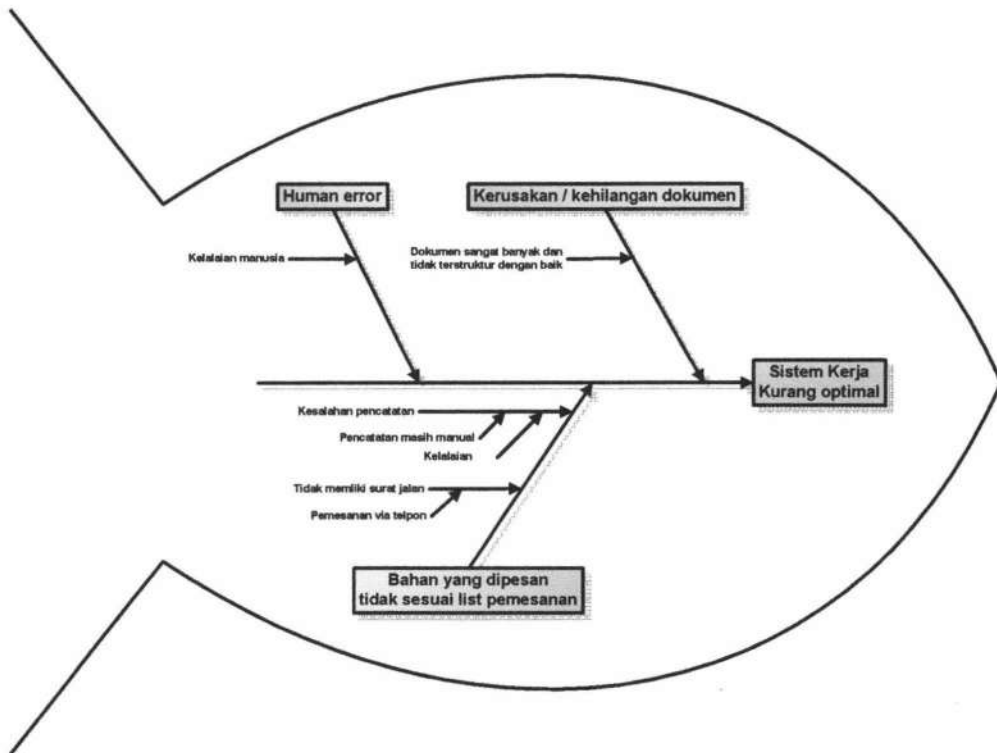 Human error
Kerusakan / kehilangan dokumen
Kelalaian manusia
Dokumen sangat banyak dan
tidak terstruktur dengan baik
Sistem Kerja
Kurang optimal
Kesalahan pencatatan
Pencatatan masih manual
Kelalaian
Tidak memliki surat jalan
Pemesanan via telpon
Bahan yang dipesan
tidak sesuai list pemesanan